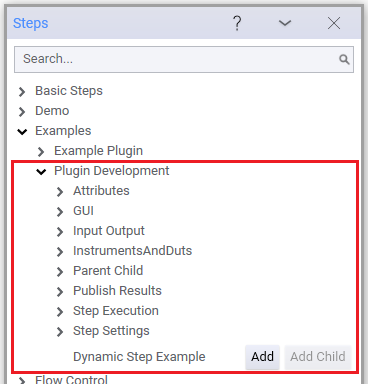 Steps ?
Search...
Basic Steps
Demo
Examples
Example Plugin
Plugin Development
Attributes
GUI
Input Output
InstrumentsAndDuts
Parent Child
Publish Results
Step Execution
Step Settings
Dynamic Step Example Add Add Child
Flow Control